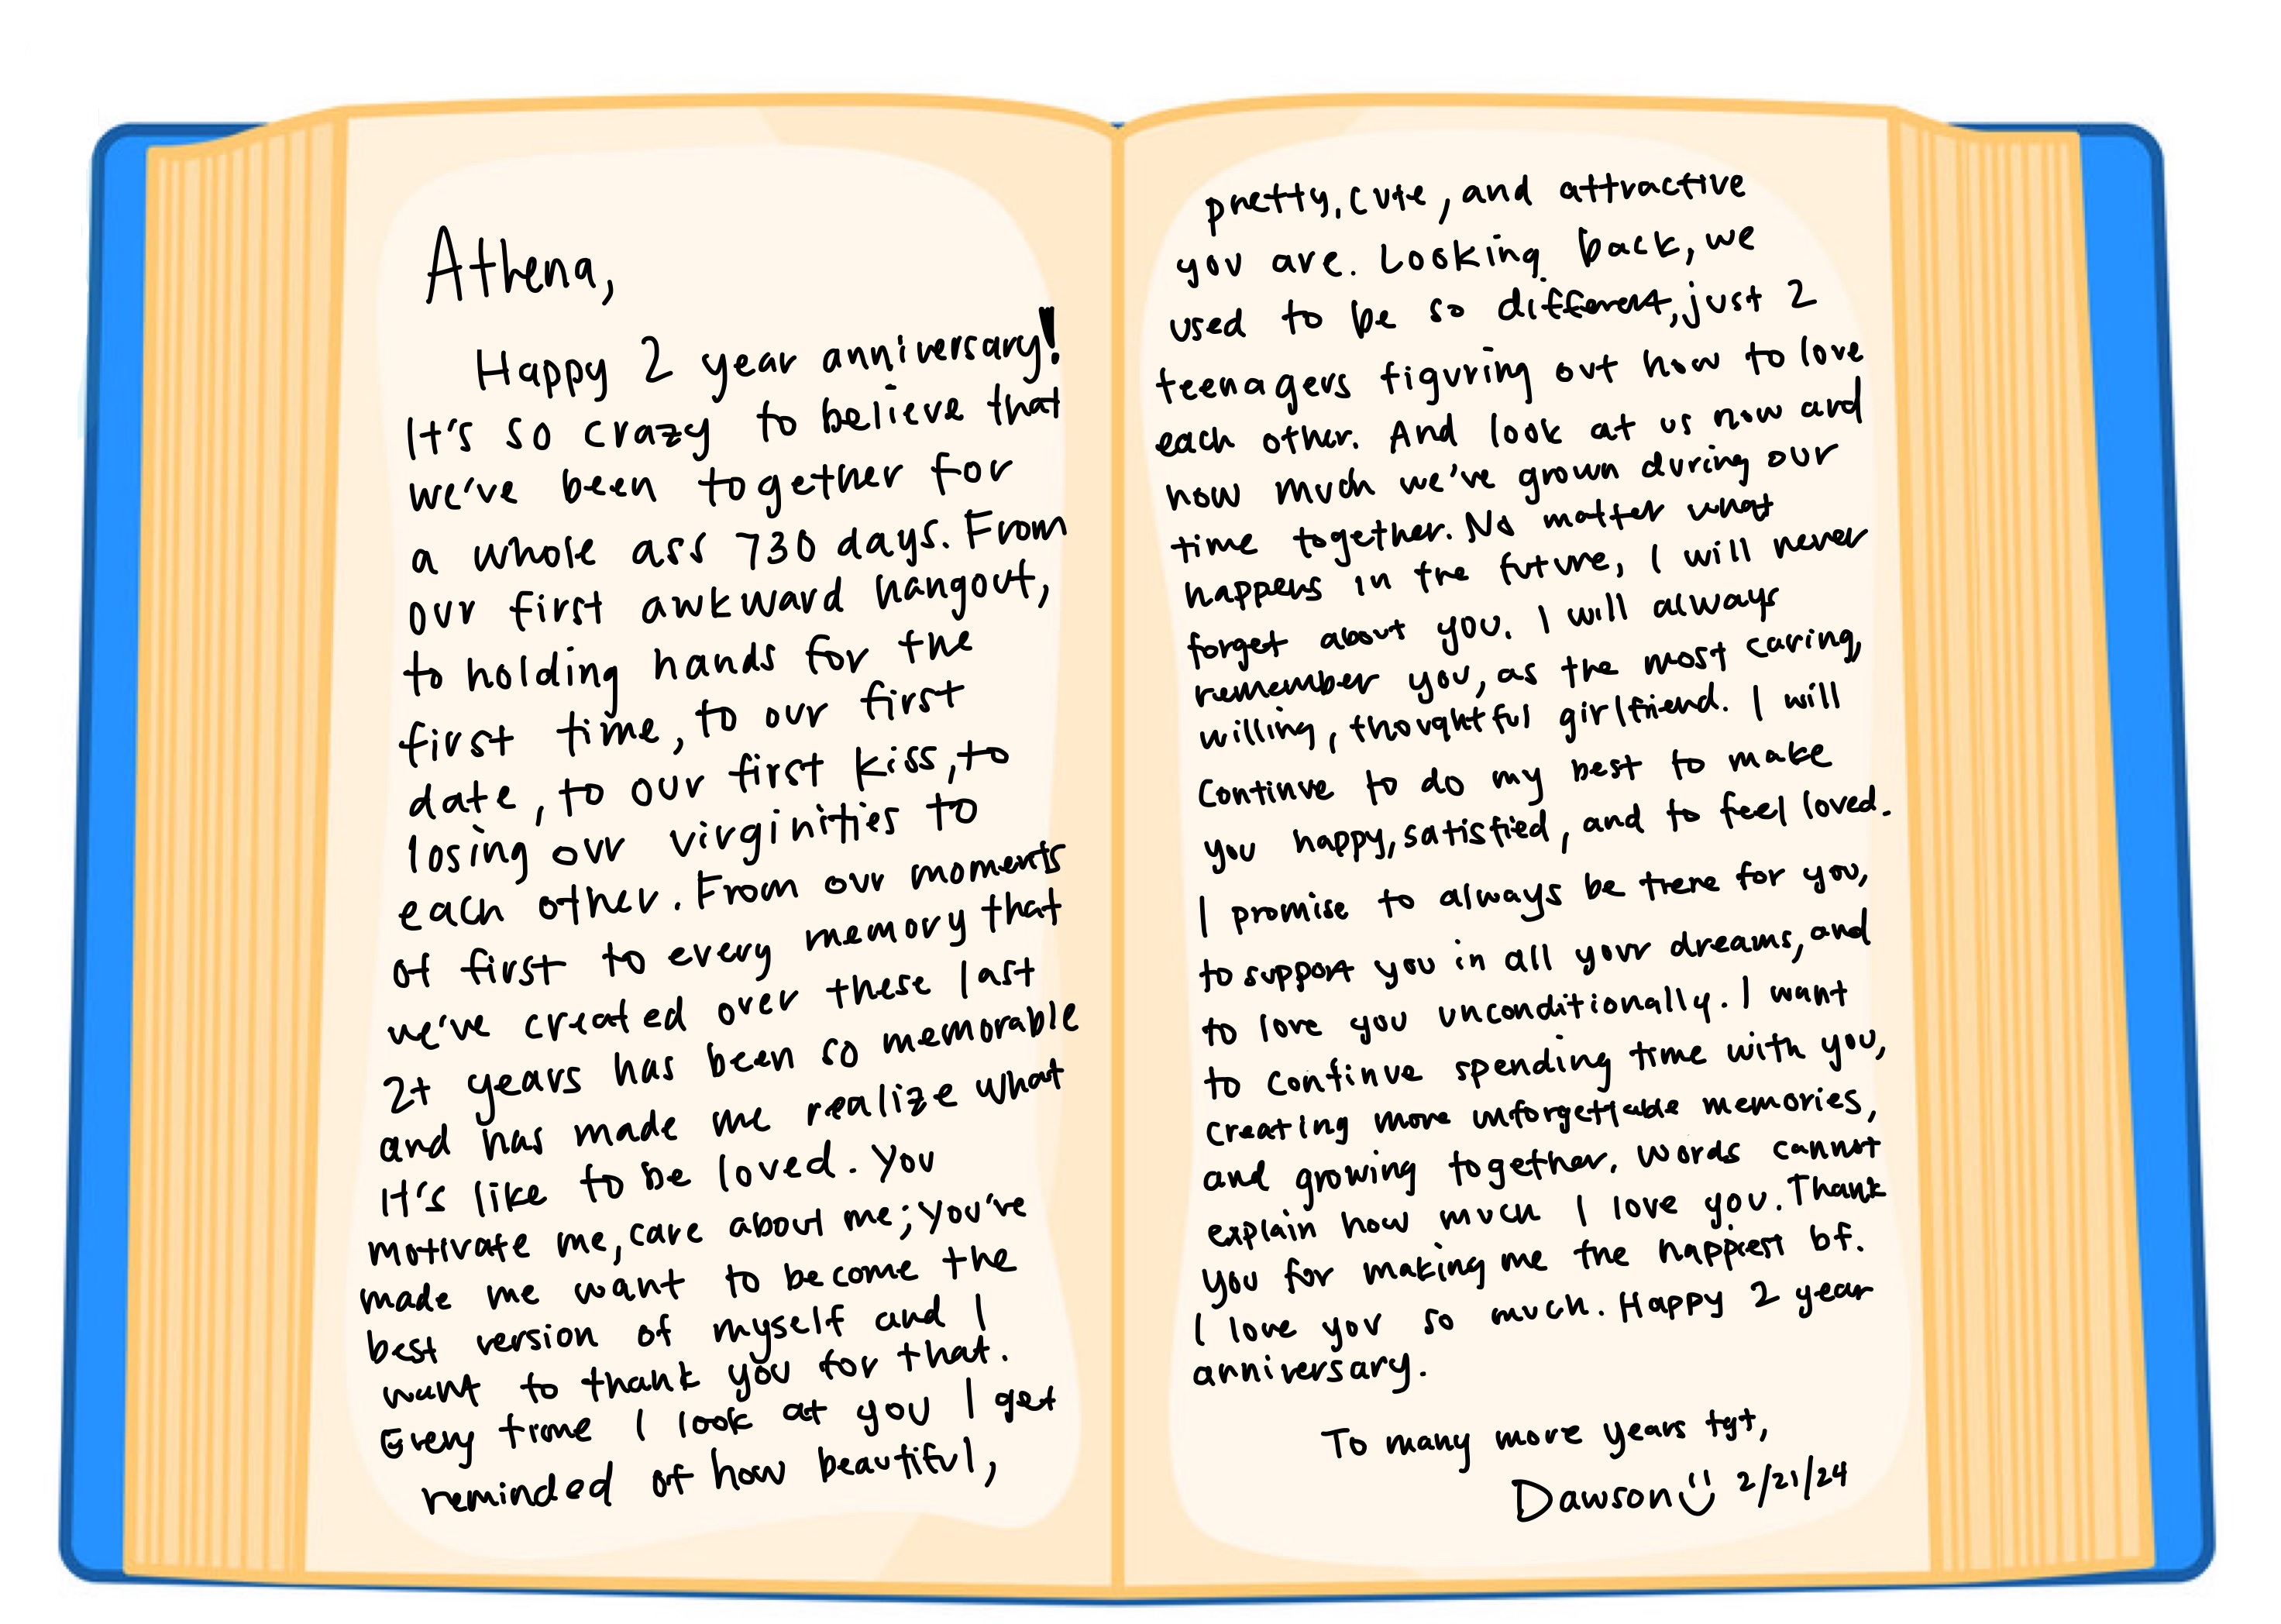 Athena,
Happy 2 year anniversary!
It's so crazy to believe that
we've been together for
a whole ass 730 days. From
our first awkward hangout,
to holding hands for the
first time, to our first
date, to our first kiss, to
losing our virginities to
each other. From our moments
of first to every memory that
we've created over these last
2+ years has been so memorable
and has made me realize what
it's like to be loved. You
motivate me, care about me; you've
made me want to become the
best version of myself and I
want to thank you for that.
Every time I look at you I get
reminded of how beautiful,
pretty, cute, and attractive
you are. Looking back, we
used to be so different, just 2
teenagers figuring out how to love
each other. And look at us now and
how much we've grown during our
time together. No matter what
happens in the future, I will never
forget about you. I will always
remember you, as the most caring,
willing, thoughtful girlfriend. I will
continue to do my best to make
you happy, satisfied, and to feel loved.
I promise to always be there for you,
to support you in all your dreams, and
to love you unconditionally. I want
to continue spending time with you,
creating more unforgettable memories,
and growing together. Words cannot
explain how much I love you. Thank
you for making me the happiest bf.
I love you so much. Happy 2 year
anniversary.
To many more years tgt,
Dawson 2/21/24